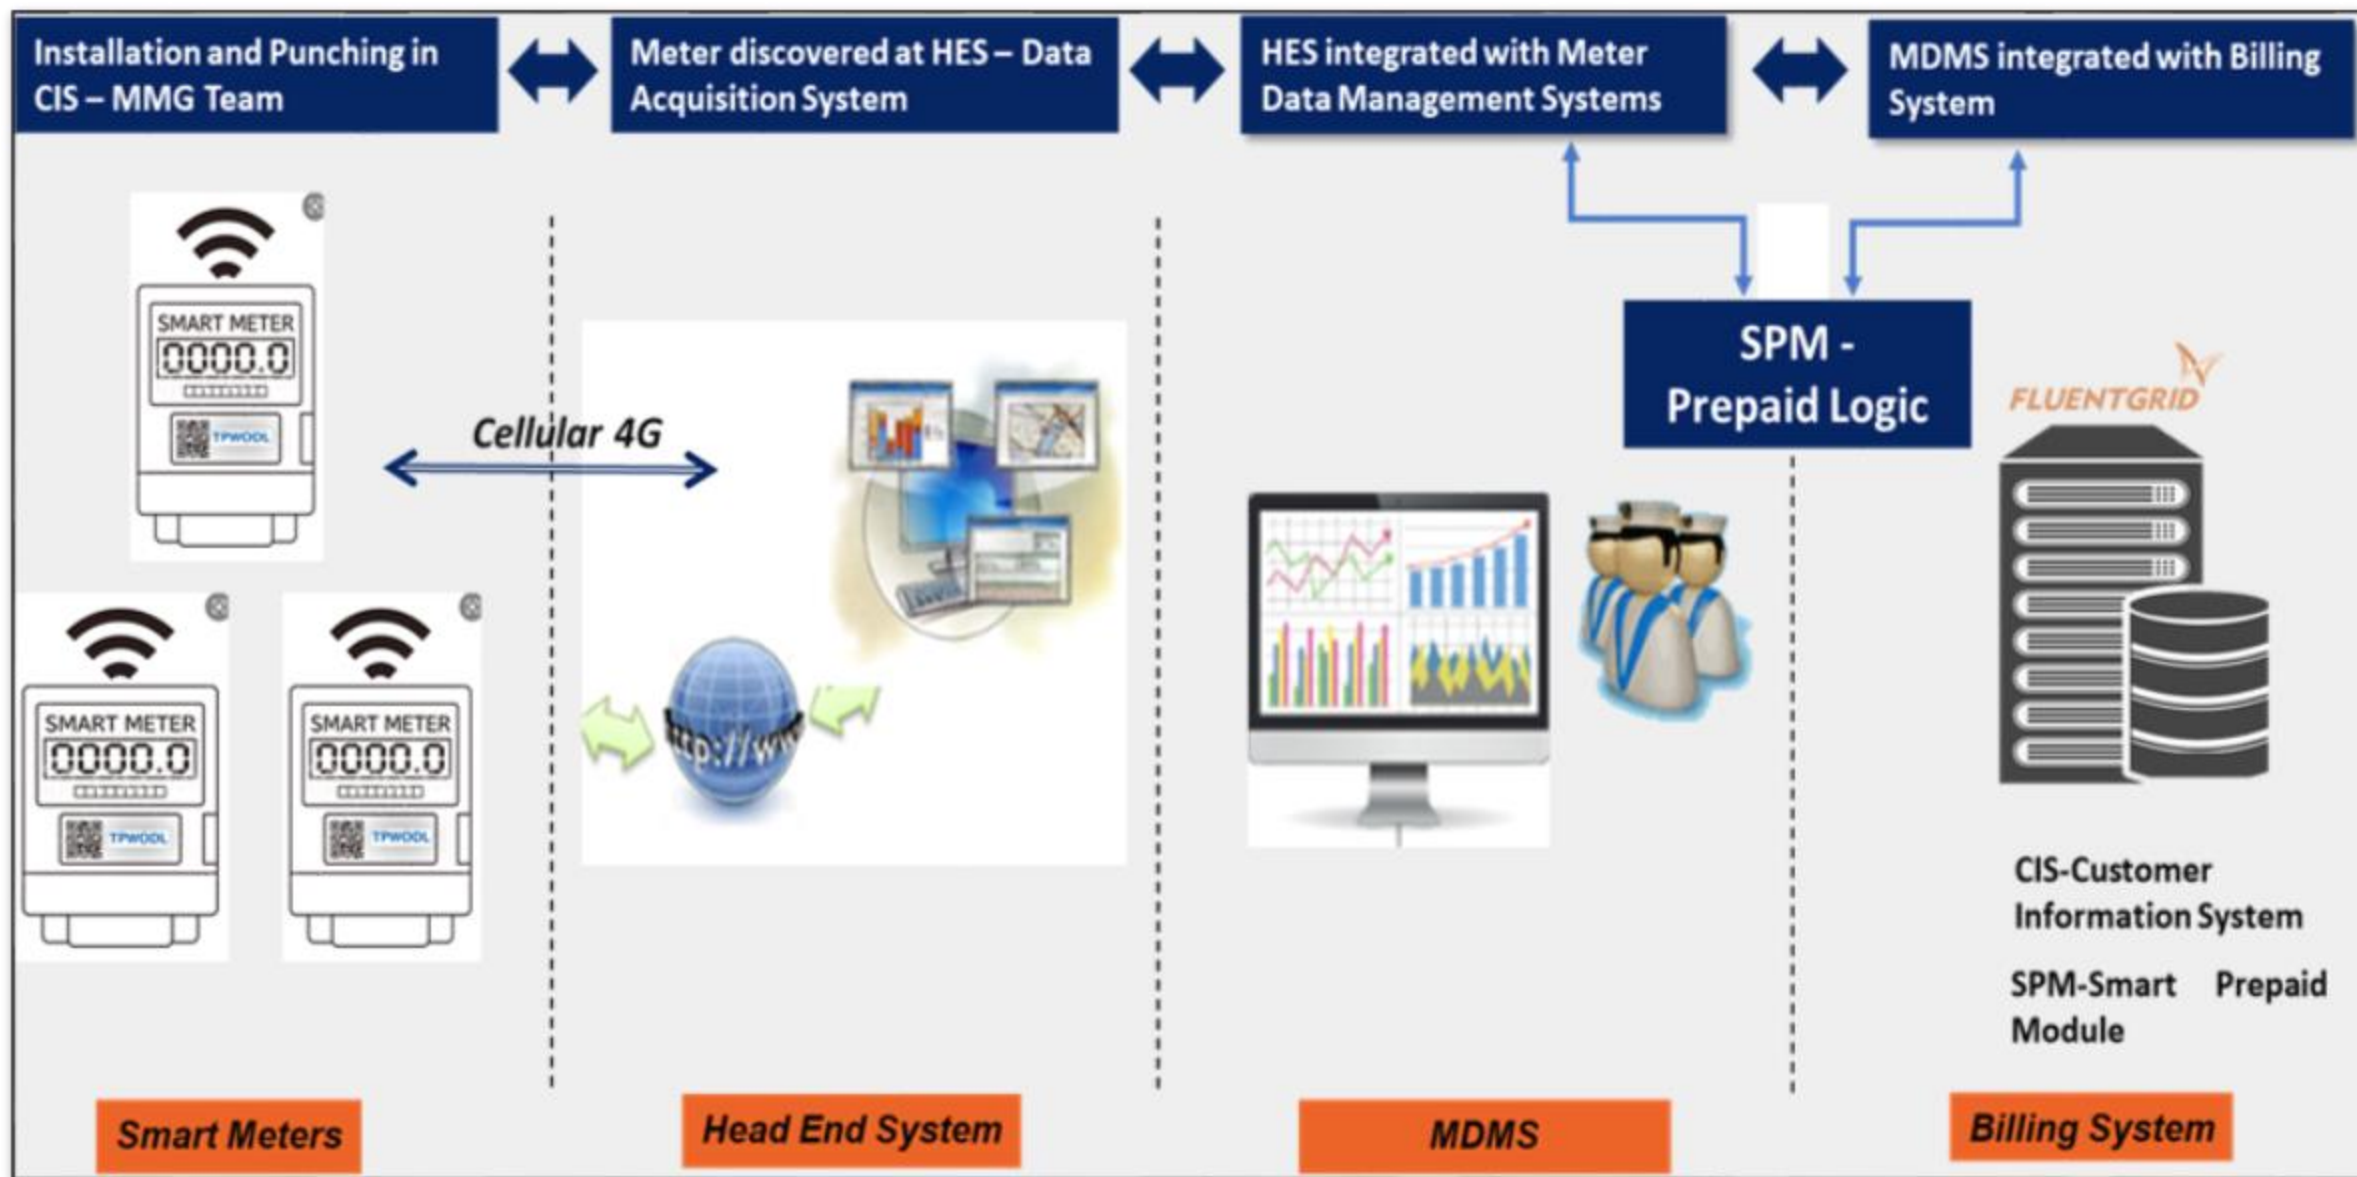 Installation and Punching in
CIS – MMG Team
Meter discovered at HES – Data
Acquisition System
HES integrated with Meter
Data Management Systems
MDMS integrated with Billing
System
SPM -
Prepaid Logic
FLUENTGRID
SMART METER
0000.0
TPWODL
Cellular 4G
SMART METER
0000.0
TPWODL
SMART METER
0000.0
TPWODL
http://ww
CIS-Customer
Information System
SPM-Smart Prepaid
Module
Smart Meters
Head End System
MDMS
Billing System